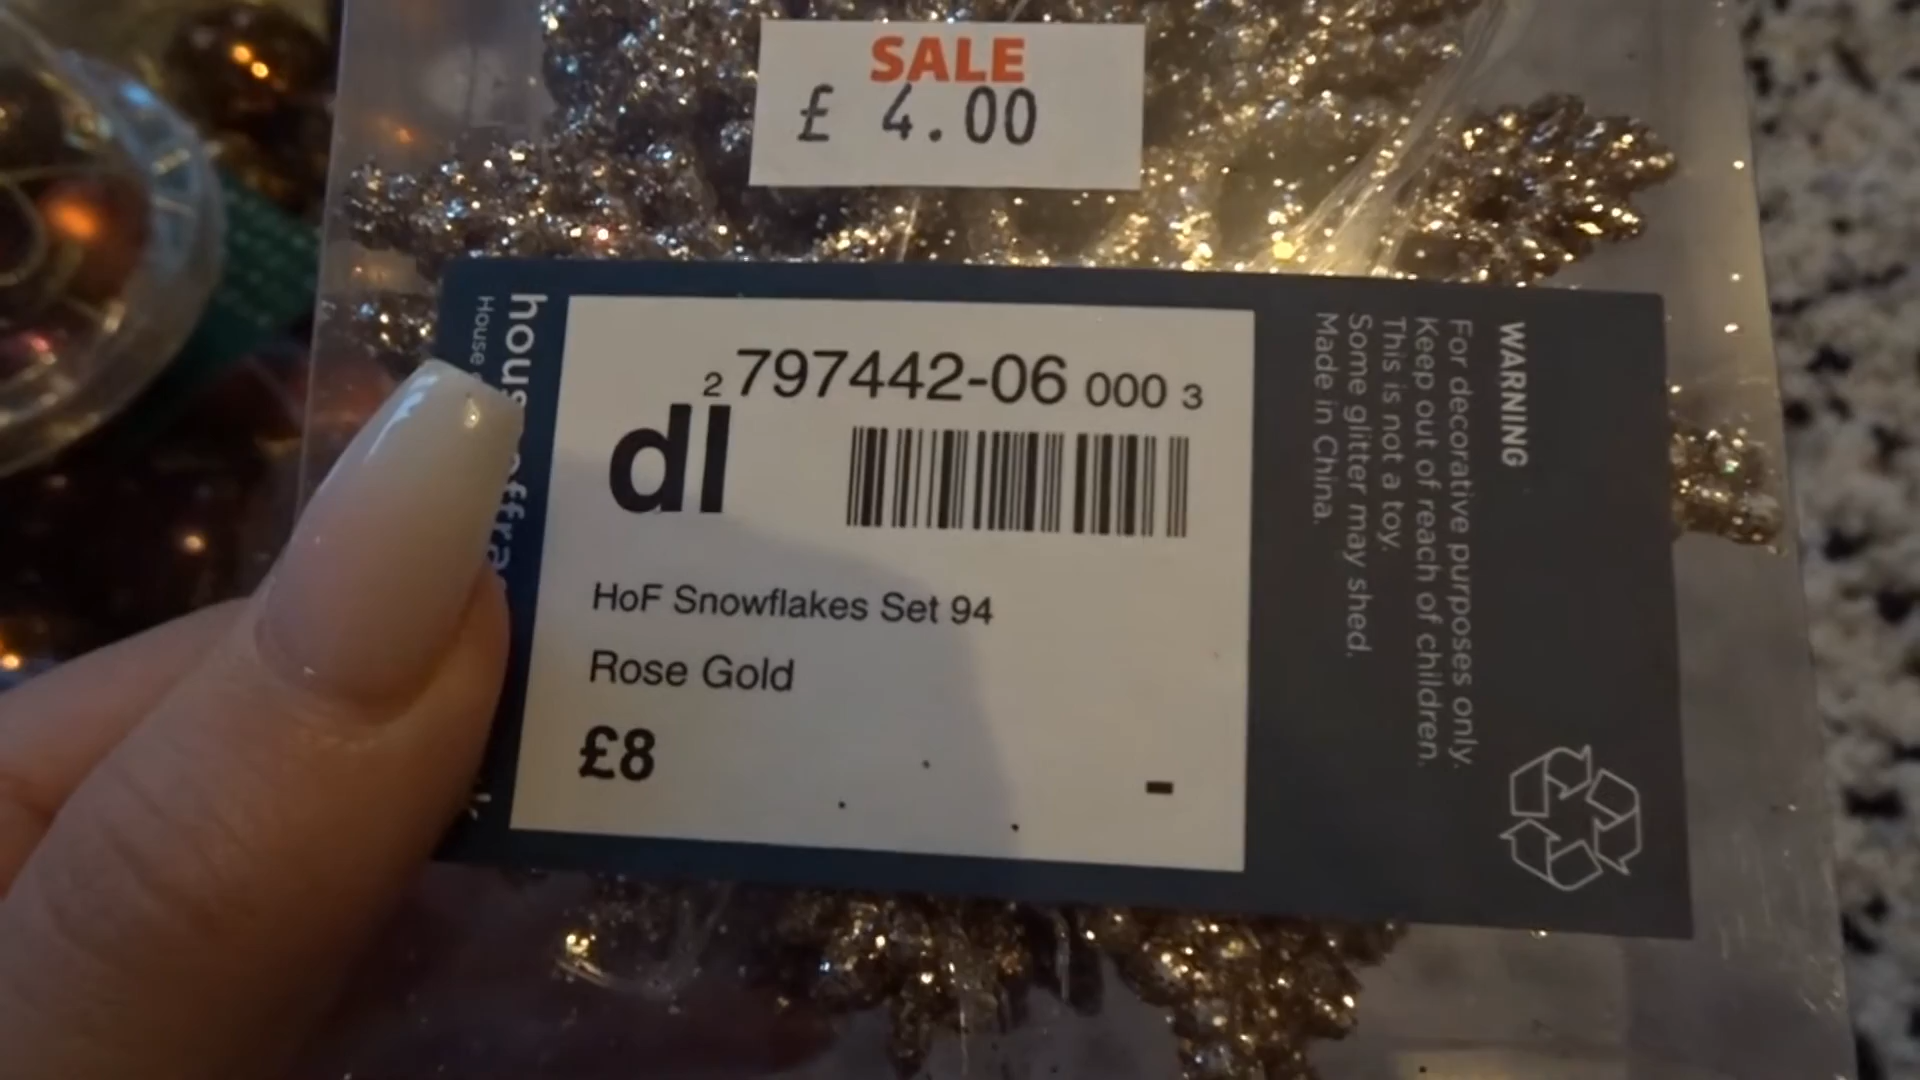 SALE
£ 4.00
2 797442-06 000 3
dl
HoF Snowflakes Set 94
Rose Gold
£8
-
WARNING
For decorative purposes only.
Keep out of reach of children.
This is not a toy.
Some glitter may shed.
Made in China.
House